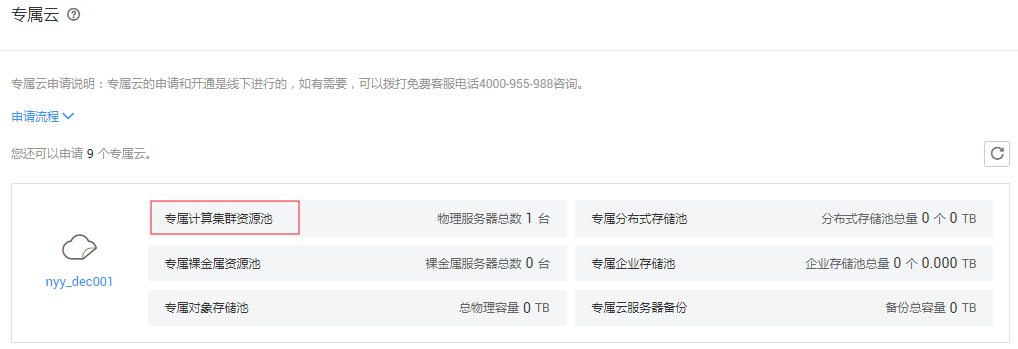 专属云
专属云申请说明：专属云的申请和开通是线下进行的，如有需要，可以拨打免费客服电话4000-955-988咨询。
申请流程
您还可以申请 9 个专属云。
专属计算集群资源池 物理服务器总数 1 台 专属分布式存储池 分布式存储池总量 0 个 0 TB
专属裸金属资源池 裸金属服务器总数 0 台 专属企业存储池 企业存储池总量 0 个 0.000 TB
nyy_dec001
专属对象存储池 总物理容量 0 TB 专属云服务器备份 备份总容量 0 TB